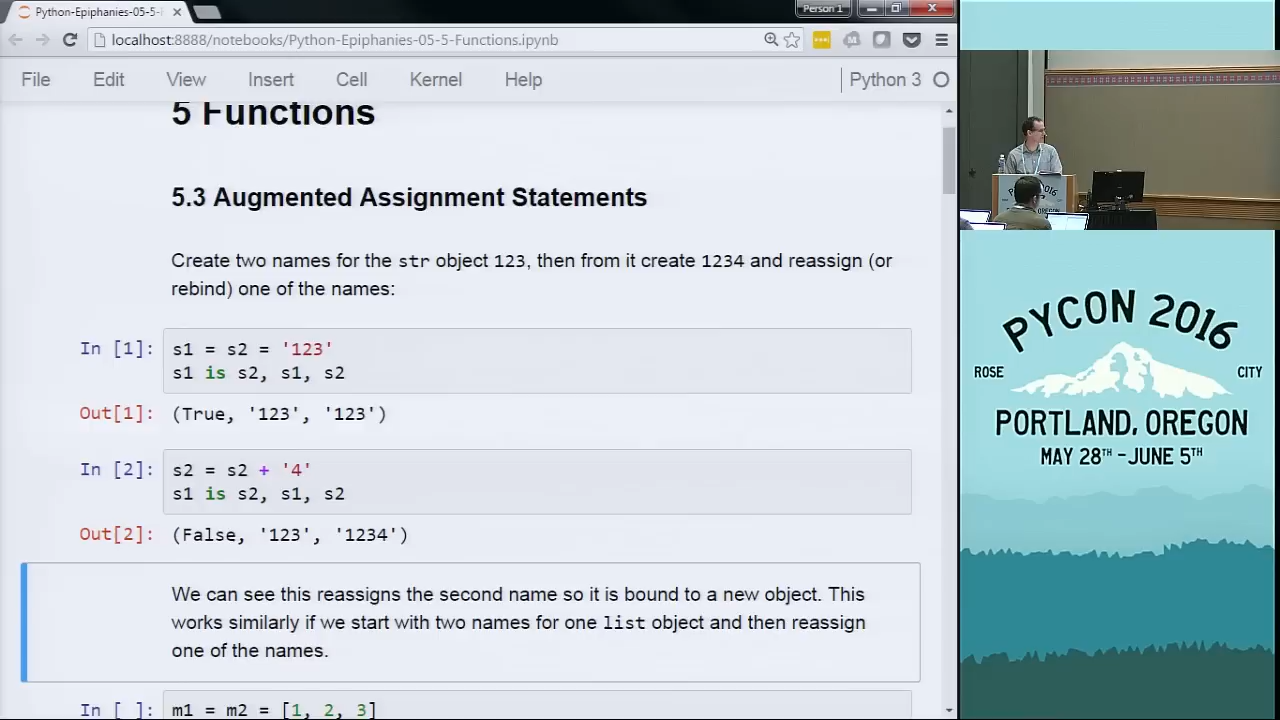 Python-Epiphanies-05-5-
Person 1
localhost:8888/notebooks/Python-Epiphanies-05-5-Functions.ipynb
File Edit View Insert Cell Kernel Help Python 3
5 Functions
5.3 Augmented Assignment Statements
Create two names for the str object 123, then from it create 1234 and reassign (or
rebind) one of the names:
In [1]: s1 = s2 = '123'
s1 is s2, s1, s2
Out[1]: (True, '123', '123')
In [2]: s2 = s2 + '4'
s1 is s2, s1, s2
Out[2]: (False, '123', '1234')
We can see this reassigns the second name so it is bound to a new object. This
works similarly if we start with two names for one list object and then reassign
one of the names.
In [ ]: m1 = m2 = [1, 2, 3]
PYCON 2016
ROSE CITY
PORTLAND, OREGON
MAY 28TH - JUNE 5TH